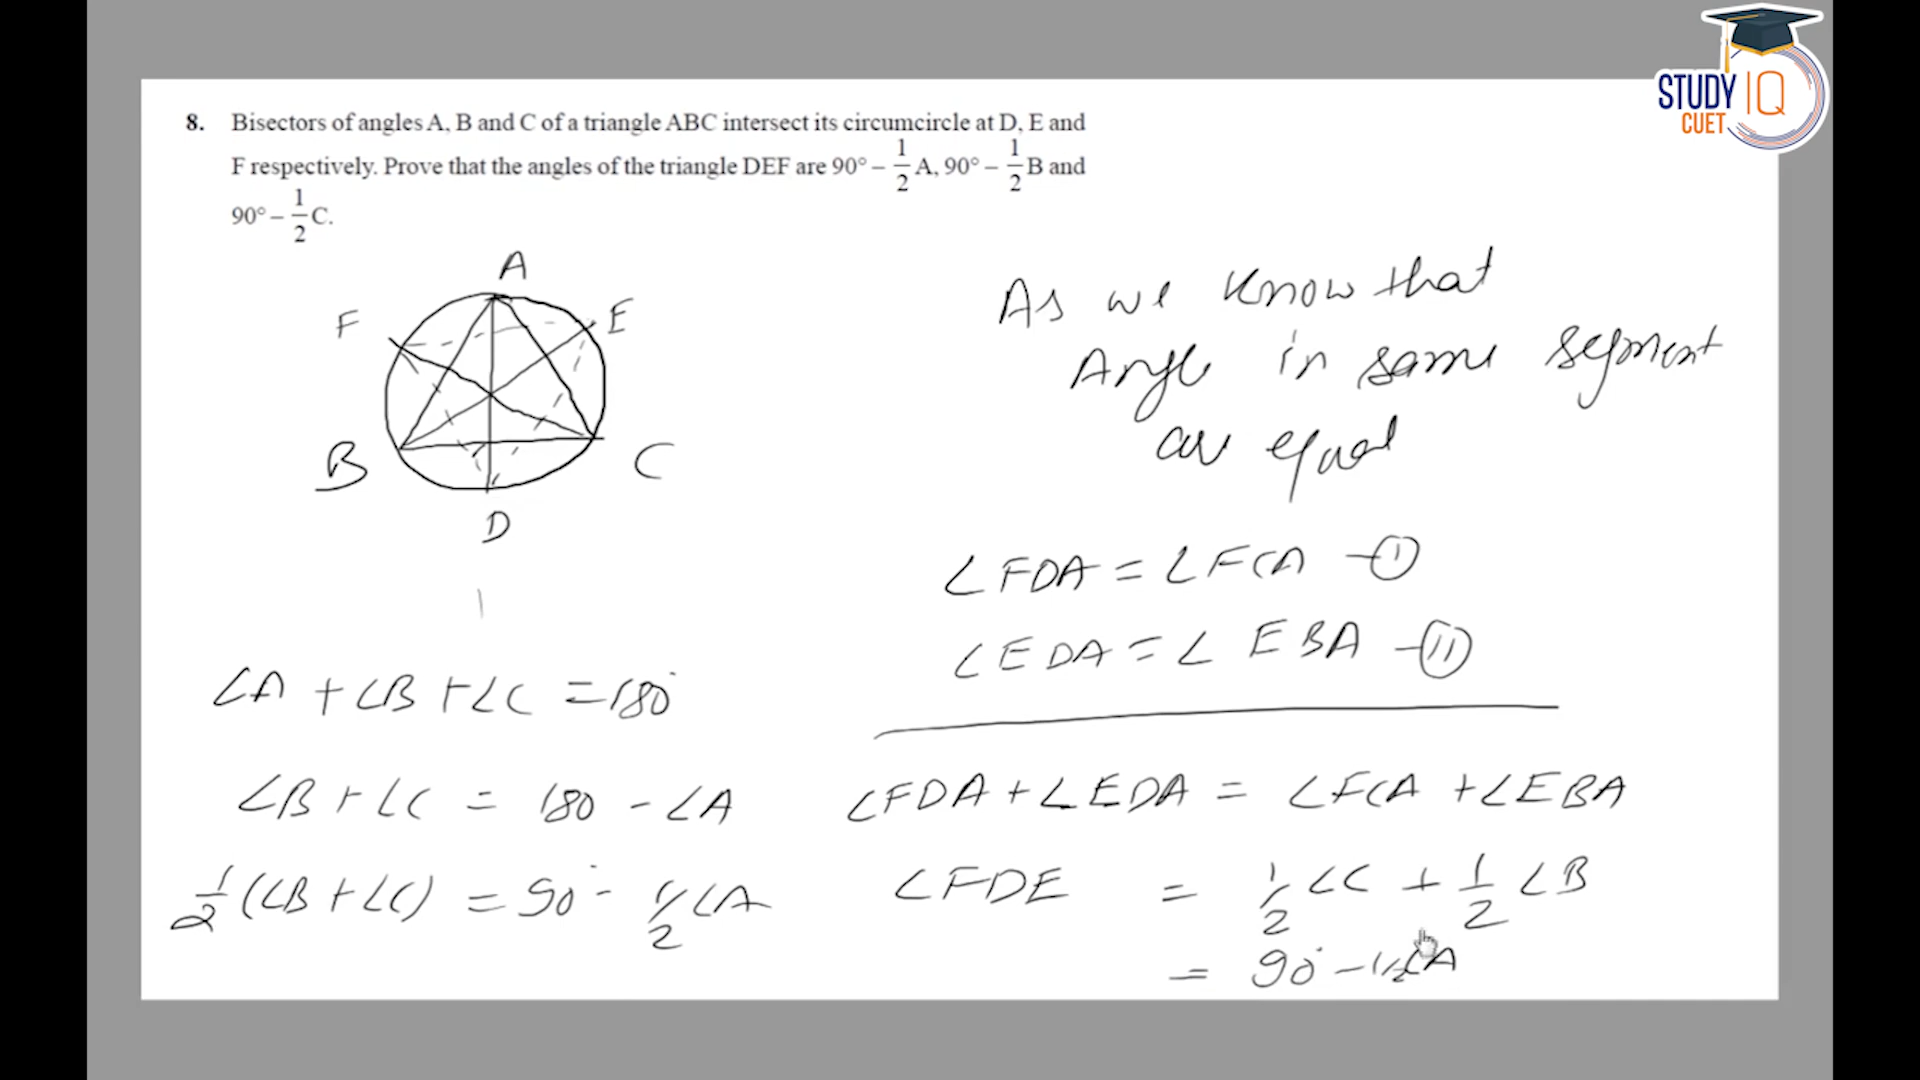 STUDY IQ
CUET
8. Bisectors of angles A, B and C of a triangle ABC intersect its circumcircle at D, E and
F respectively. Prove that the angles of the triangle DEF are 90° – 1/2 A, 90° – 1/2 B and
90° – 1/2 C.
A
F
E
B
C
D
As we know that
Angle in same segment
are equal
∠FDA = ∠FCA – (I)
∠EDA = ∠EBA – (II)
∠A + ∠B + ∠C = 180°
∠B + ∠C = 180 - ∠A
1/2 (∠B + ∠C) = 90° - 1/2 ∠A
∠FDA + ∠EDA = ∠FCA + ∠EBA
∠FDE = 1/2 ∠C + 1/2 ∠B
= 90° - 1/2 ∠A